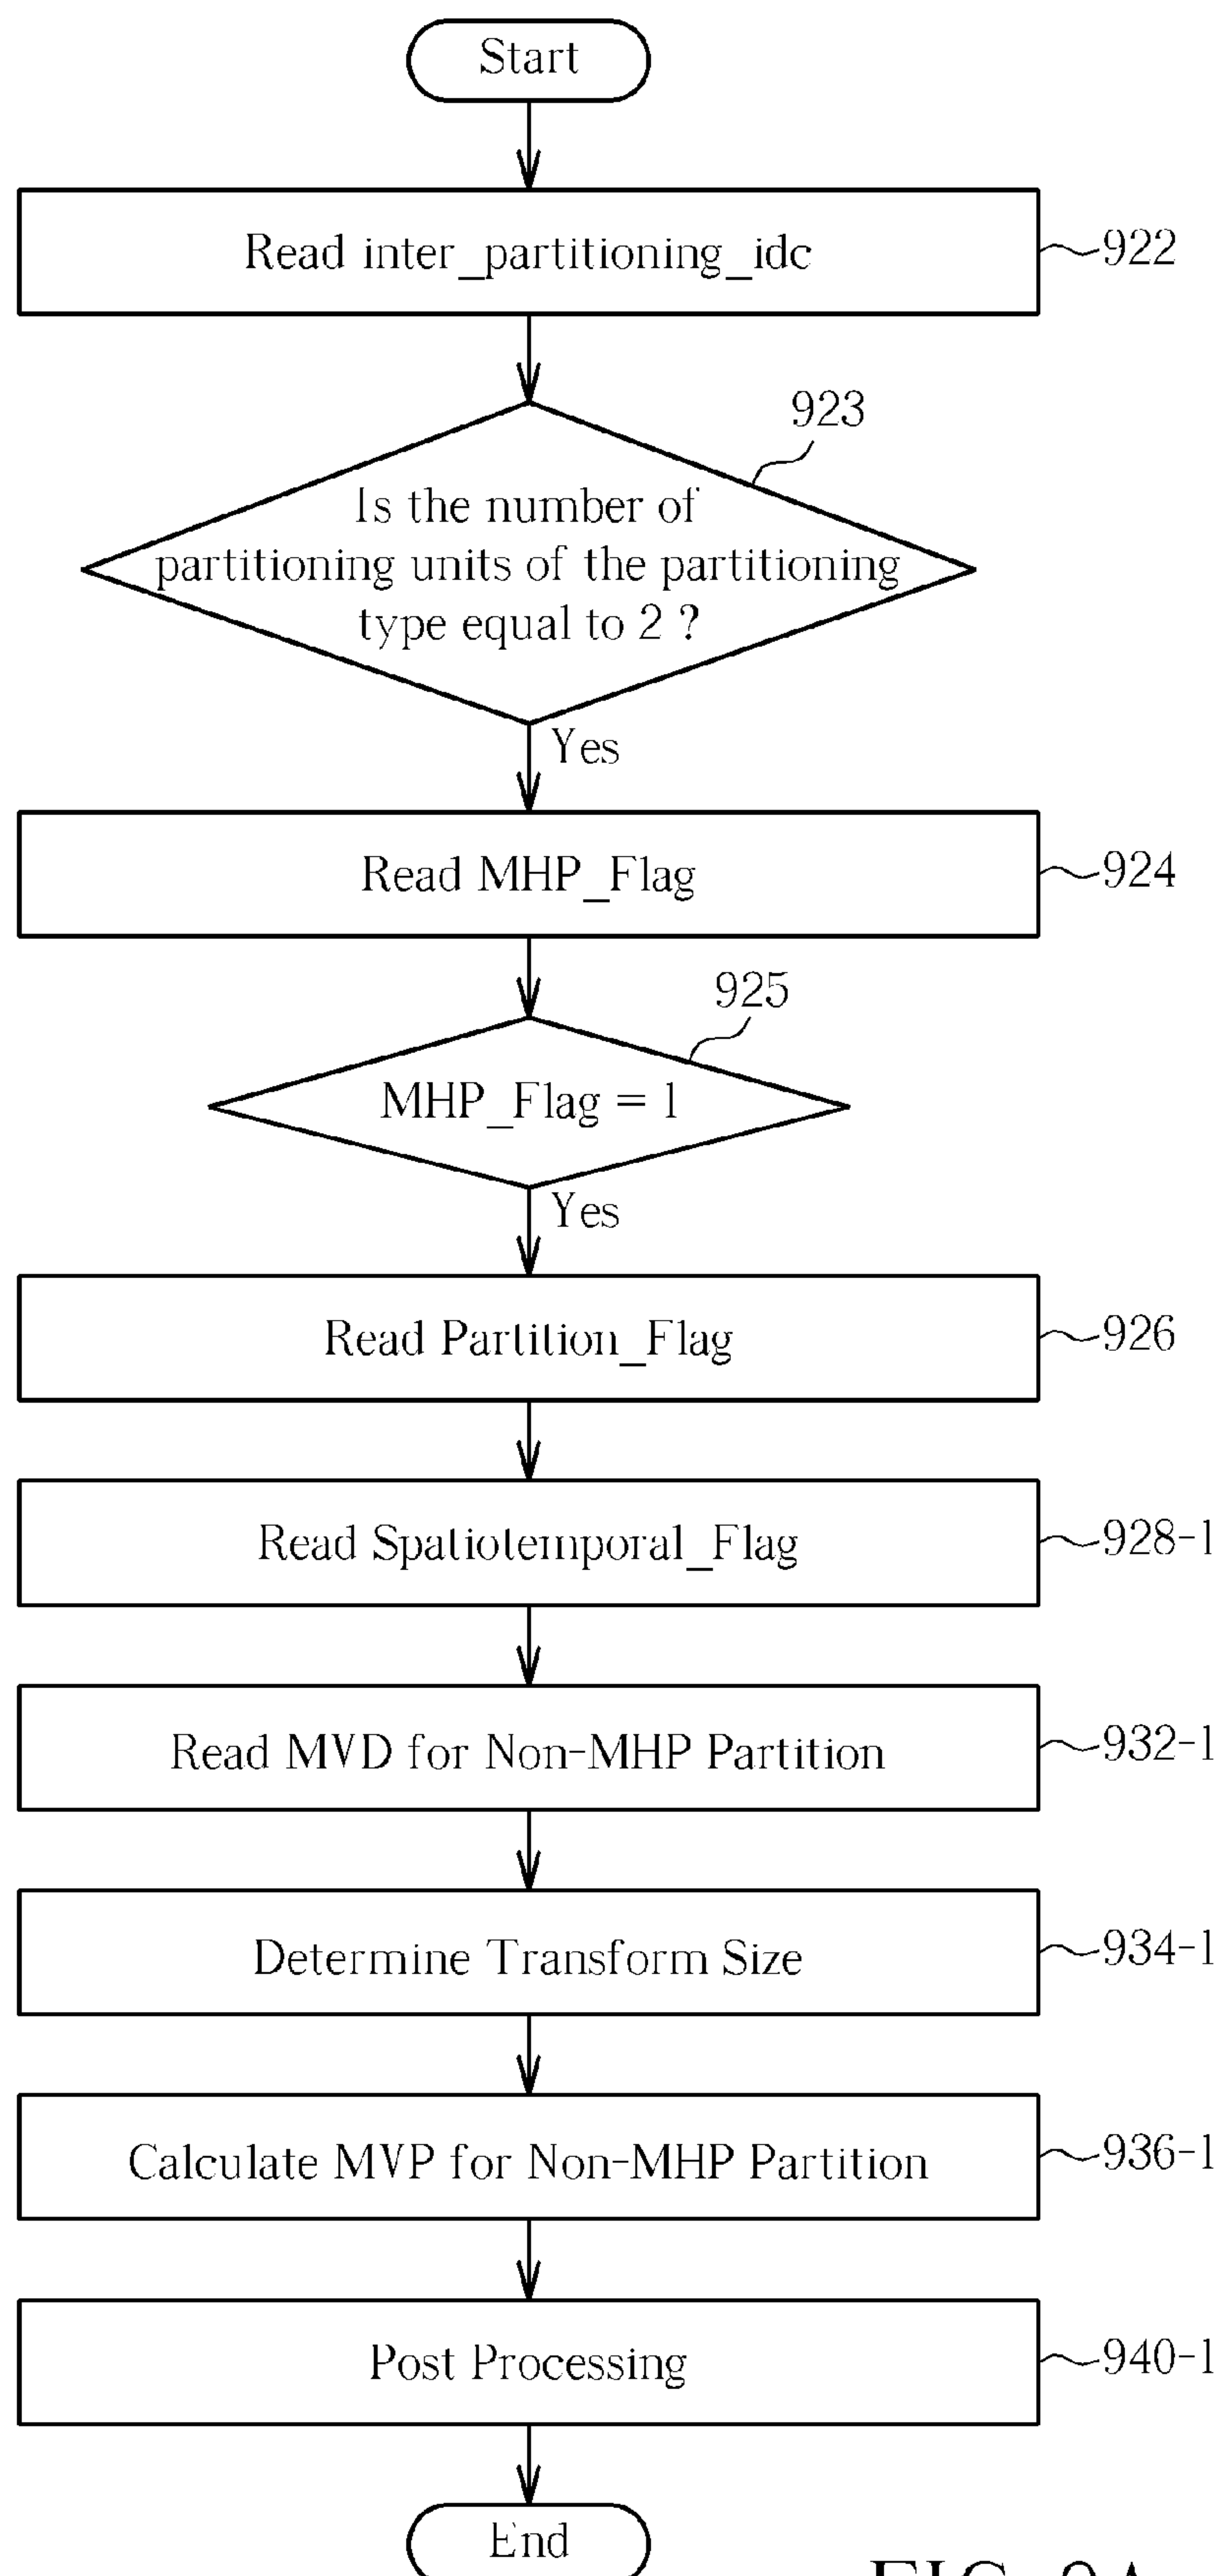 Start
Read inter_partitioning_idc
922
923
Is the number of
partitioning units of the partitioning
type equal to 2 ?
Yes
Read MHP_Flag
924
925
MHP_Flag = 1
Yes
Read Partition_Flag
926
Read Spatiotemporal_Flag
928-1
Read MVD for Non-MHP Partition
932-1
Determine Transform Size
934-1
Calculate MVP for Non-MHP Partition
936-1
Post Processing
940-1
End
FIG. 9A